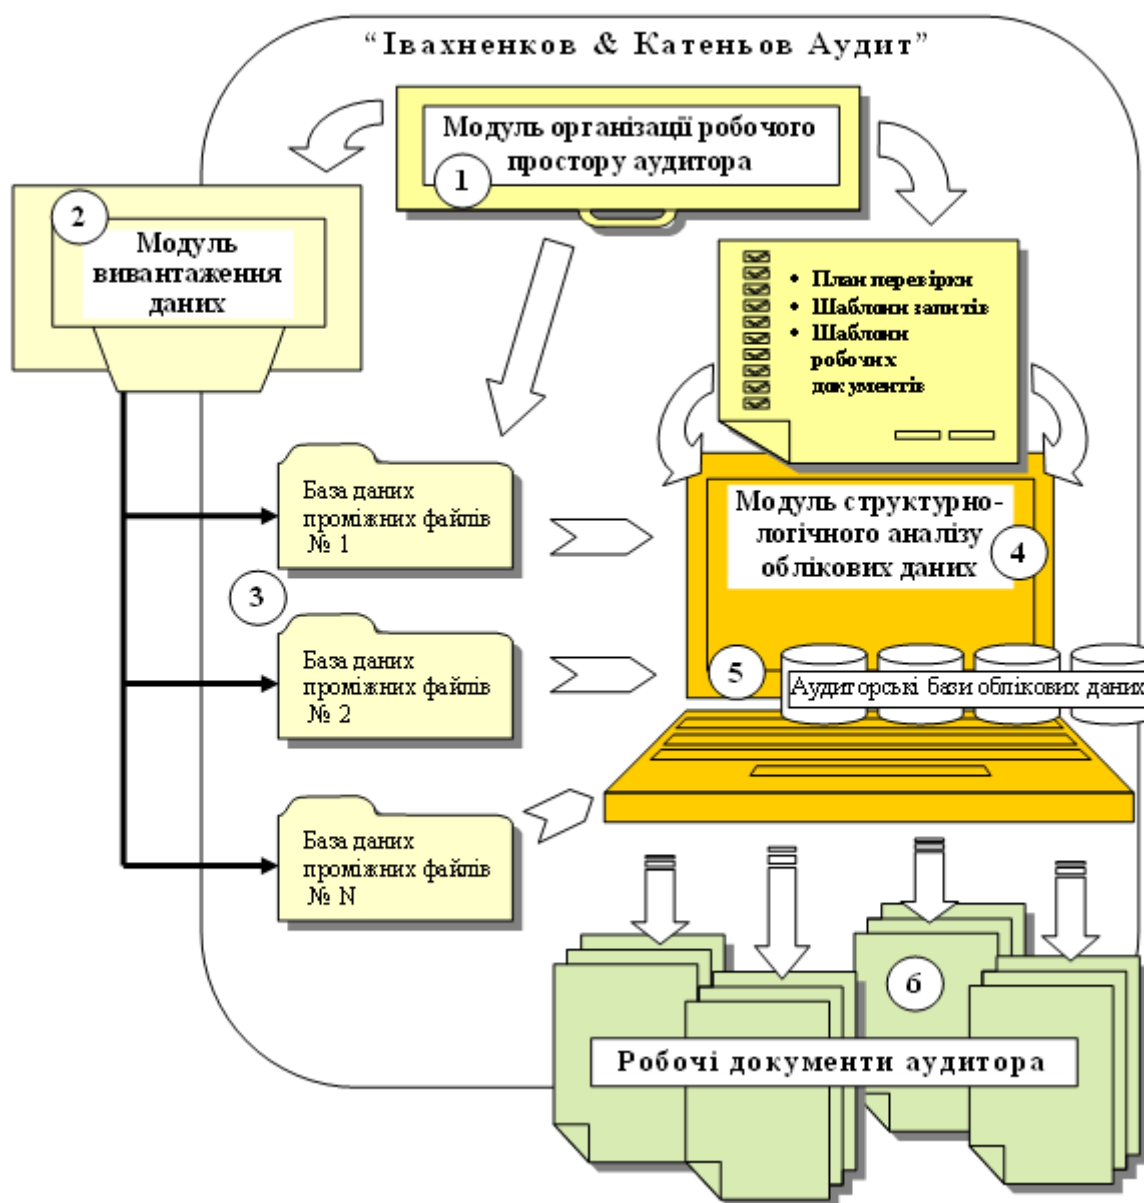 “Івахненков & Катеньов Аудит”
Модуль організації робочого
простору аудитора
1
2
Модуль
вивантаження
даних
• План перевірки
• Шаблони запитів
• Шаблони
робочих
документів
База даних
проміжних файлів
№ 1
Модуль структурно-
логічного аналізу
облікових даних
4
3
База даних
проміжних файлів
№ 2
5
Аудиторські бази облікових даних
База даних
проміжних файлів
№ N
6
Робочі документи аудитора